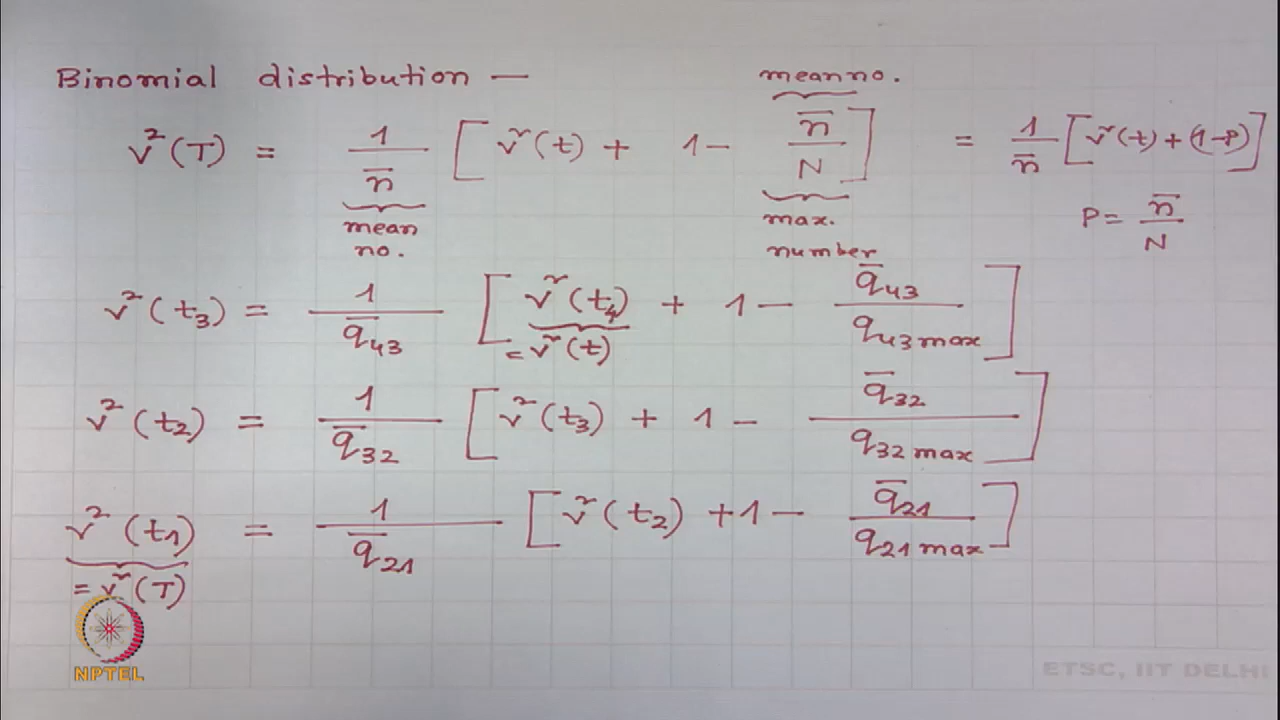 Binomial distribution —
v²(T) = 1/n̅ [v²(t) + 1 - n̅/N] = 1/n̅ [v²(t) + (1-P)]
mean no.
mean no.
max. number
P = n̅/N
v²(t₃) = 1/q̅₄₃ [v²(t₄) + 1 — q̅₄₃/q₄₃ max]
= v²(t)
v²(t₂) = 1/q̅₃₂ [v²(t₃) + 1 - q̅₃₂/q₃₂ max]
v²(t₁) = 1/q̅₂₁ [v²(t₂) + 1 - q̅₂₁/q₂₁ max]
= v²(T)
NPTEL
ETSC, IIT DELHI